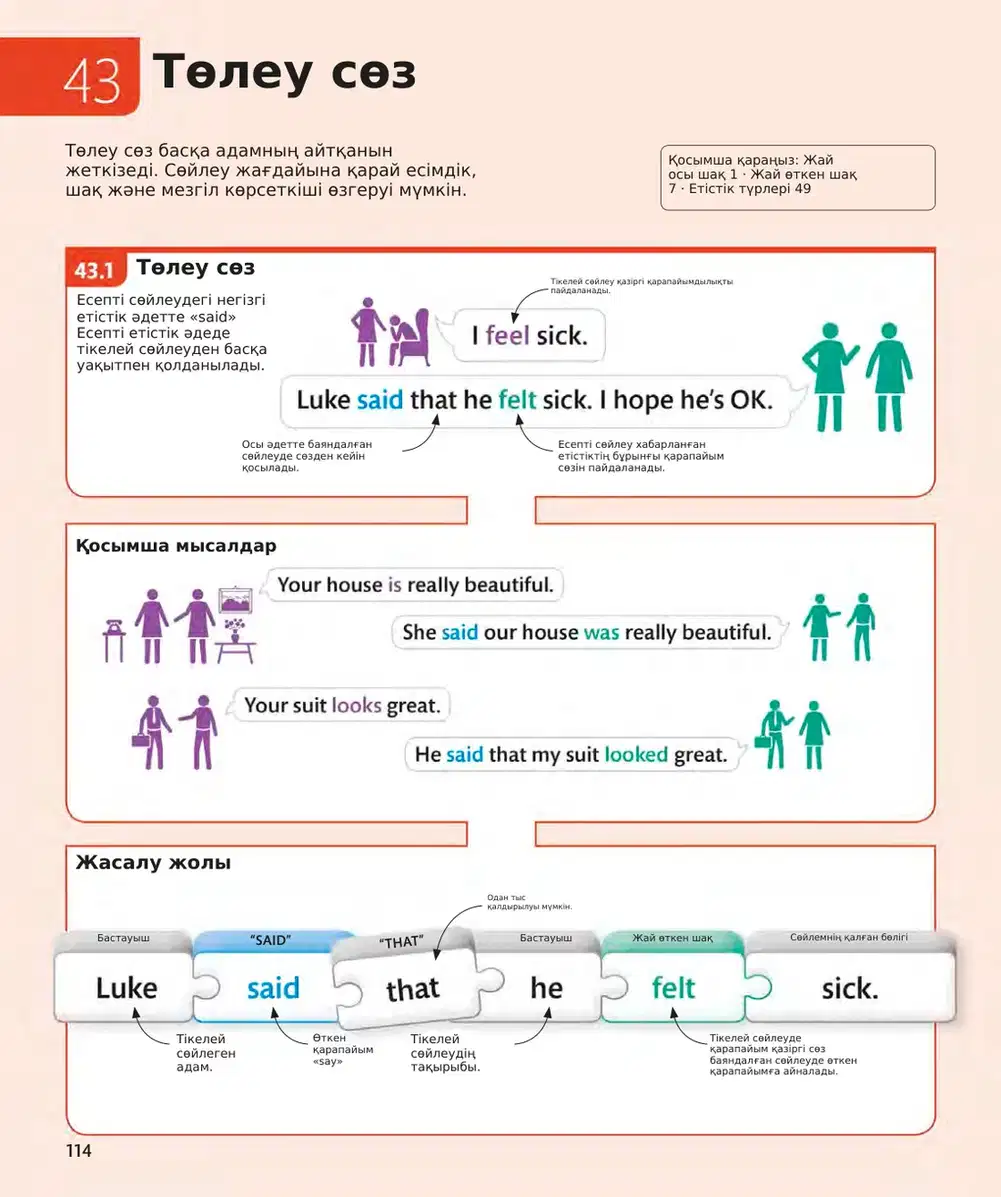 43
Төлеу сөз
Төлеу сөз басқа адамның айтқанын
жеткізеді. Сөйлеу жағдайына қарай есімдік,
шақ және мезгіл көрсеткіші өзгеруі мүмкін.
Қосымша қараңыз: Жай
осы шақ 1 · Жай өткен шақ
7 · Етістік түрлері 49
43.1
Төлеу сөз
Есепті сөйлеудегі негізгі
етістік әдетте «said»
Есепті етістік әдеде
тікелей сөйлеуден басқа
уақытпен қолданылады.
Тікелей сөйлеу қазіргі қарапайымдылықты
пайдаланады.
I feel sick.
Luke said that he felt sick. I hope he's OK.
Осы әдетте баяндалған
сөйлеуде сөзден кейін
қосылады.
Есепті сөйлеу хабарланған
етістіктің бұрынғы қарапайым
сөзін пайдаланады.
Қосымша мысалдар
Your house is really beautiful.
She said our house was really beautiful.
Your suit looks great.
He said that my suit looked great.
Жасалу жолы
Одан тыс
қалдырылуы мүмкін.
Бастауыш
"SAID"
"THAT"
Бастауыш
Жай өткен шақ
Сөйлемнің қалған бөлігі
Luke
said
that
he
felt
sick.
Тікелей
сөйлеген
адам.
Өткен
қарапайым
«say»
Тікелей
сөйлеудің
тақырыбы.
Тікелей сөйлеуде
қарапайым қазіргі сөз
баяндалған сөйлеуде өткен
қарапайымға айналады.
114